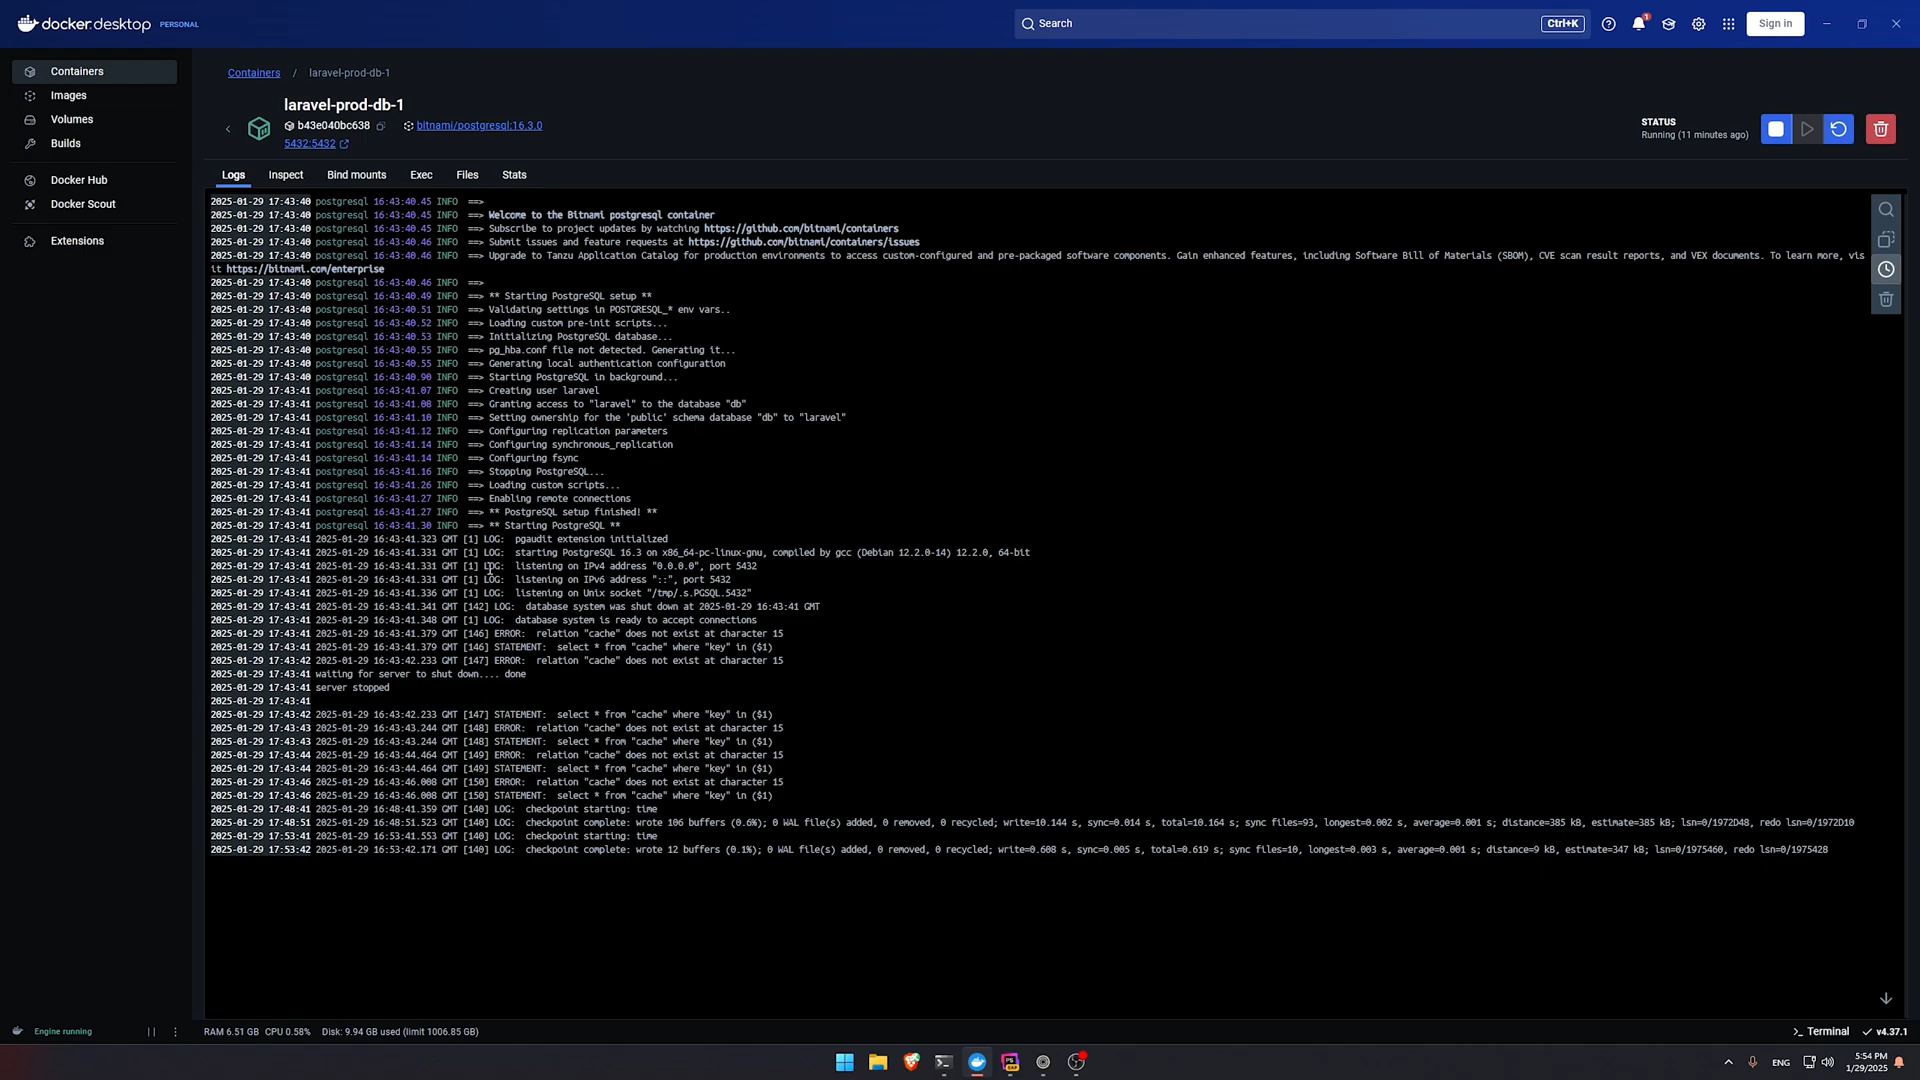 docker.desktop PERSONAL
Search Ctrl+K
Sign in
Containers
Images
Volumes
Builds
Docker Hub
Docker Scout
Extensions
Containers / laravel-prod-db-1
laravel-prod-db-1
b43e040bc638 bitnami/postgresql:16.3.0
5432:5432
STATUS
Running (11 minutes ago)
Logs Inspect Bind mounts Exec Files Stats
2025-01-29 17:43:40 postgresql 16:43:40.45 INFO ==>
2025-01-29 17:43:40 postgresql 16:43:40.45 INFO ==> Welcome to the Bitnami postgresql container
2025-01-29 17:43:40 postgresql 16:43:40.45 INFO ==> Subscribe to project updates by watching https://github.com/bitnami/containers
2025-01-29 17:43:40 postgresql 16:43:40.46 INFO ==> Submit issues and feature requests at https://github.com/bitnami/containers/issues
2025-01-29 17:43:40 postgresql 16:43:40.46 INFO ==> Upgrade to Tanzu Application Catalog for production environments to access custom-configured and pre-packaged software components. Gain enhanced features, including Software Bill of Materials (SBOM), CVE scan result reports, and VEX documents. To learn more, vis
it https://bitnami.com/enterprise
2025-01-29 17:43:40 postgresql 16:43:40.46 INFO ==>
2025-01-29 17:43:40 postgresql 16:43:40.49 INFO ==> ** Starting PostgreSQL setup **
2025-01-29 17:43:40 postgresql 16:43:40.51 INFO ==> Validating settings in POSTGRESQL_* env vars..
2025-01-29 17:43:40 postgresql 16:43:40.52 INFO ==> Loading custom pre-init scripts...
2025-01-29 17:43:40 postgresql 16:43:40.53 INFO ==> Initializing PostgreSQL database...
2025-01-29 17:43:40 postgresql 16:43:40.55 INFO ==> pg_hba.conf file not detected. Generating it...
2025-01-29 17:43:40 postgresql 16:43:40.55 INFO ==> Generating local authentication configuration
2025-01-29 17:43:40 postgresql 16:43:40.90 INFO ==> Starting PostgreSQL in background...
2025-01-29 17:43:41 postgresql 16:43:41.07 INFO ==> Creating user laravel
2025-01-29 17:43:41 postgresql 16:43:41.08 INFO ==> Granting access to "laravel" to the database "db"
2025-01-29 17:43:41 postgresql 16:43:41.10 INFO ==> Setting ownership for the 'public' schema database "db" to "laravel"
2025-01-29 17:43:41 postgresql 16:43:41.12 INFO ==> Configuring replication parameters
2025-01-29 17:43:41 postgresql 16:43:41.14 INFO ==> Configuring synchronous_replication
2025-01-29 17:43:41 postgresql 16:43:41.14 INFO ==> Configuring fsync
2025-01-29 17:43:41 postgresql 16:43:41.16 INFO ==> Stopping PostgreSQL...
2025-01-29 17:43:41 postgresql 16:43:41.26 INFO ==> Loading custom scripts...
2025-01-29 17:43:41 postgresql 16:43:41.27 INFO ==> Enabling remote connections
2025-01-29 17:43:41 postgresql 16:43:41.27 INFO ==> ** PostgreSQL setup finished! **
2025-01-29 17:43:41 postgresql 16:43:41.30 INFO ==> ** Starting PostgreSQL **
2025-01-29 17:43:41 2025-01-29 16:43:41.323 GMT [1] LOG: pgaudit extension initialized
2025-01-29 17:43:41 2025-01-29 16:43:41.331 GMT [1] LOG: starting PostgreSQL 16.3 on x86_64-pc-linux-gnu, compiled by gcc (Debian 12.2.0-14) 12.2.0, 64-bit
2025-01-29 17:43:41 2025-01-29 16:43:41.331 GMT [1] LOG: listening on IPv4 address "0.0.0.0", port 5432
2025-01-29 17:43:41 2025-01-29 16:43:41.331 GMT [1] LOG: listening on IPv6 address "::", port 5432
2025-01-29 17:43:41 2025-01-29 16:43:41.336 GMT [1] LOG: listening on Unix socket "/tmp/.s.PGSQL.5432"
2025-01-29 17:43:41 2025-01-29 16:43:41.341 GMT [142] LOG: database system was shut down at 2025-01-29 16:43:41 GMT
2025-01-29 17:43:41 2025-01-29 16:43:41.348 GMT [1] LOG: database system is ready to accept connections
2025-01-29 17:43:41 2025-01-29 16:43:41.379 GMT [146] ERROR: relation "cache" does not exist at character 15
2025-01-29 17:43:41 2025-01-29 16:43:41.379 GMT [146] STATEMENT: select * from "cache" where "key" in ($1)
2025-01-29 17:43:42 2025-01-29 16:43:42.233 GMT [147] ERROR: relation "cache" does not exist at character 15
2025-01-29 17:43:41 waiting for server to shut down.... done
2025-01-29 17:43:41 server stopped
2025-01-29 17:43:41
2025-01-29 17:43:42 2025-01-29 16:43:42.233 GMT [147] STATEMENT: select * from "cache" where "key" in ($1)
2025-01-29 17:43:43 2025-01-29 16:43:43.244 GMT [148] ERROR: relation "cache" does not exist at character 15
2025-01-29 17:43:43 2025-01-29 16:43:43.244 GMT [148] STATEMENT: select * from "cache" where "key" in ($1)
2025-01-29 17:43:44 2025-01-29 16:43:44.464 GMT [149] ERROR: relation "cache" does not exist at character 15
2025-01-29 17:43:44 2025-01-29 16:43:44.464 GMT [149] STATEMENT: select * from "cache" where "key" in ($1)
2025-01-29 17:43:46 2025-01-29 16:43:46.008 GMT [150] ERROR: relation "cache" does not exist at character 15
2025-01-29 17:43:46 2025-01-29 16:43:46.008 GMT [150] STATEMENT: select * from "cache" where "key" in ($1)
2025-01-29 17:48:41 2025-01-29 16:48:41.359 GMT [140] LOG: checkpoint starting: time
2025-01-29 17:48:51 2025-01-29 16:48:51.523 GMT [140] LOG: checkpoint complete: wrote 106 buffers (0.6%); 0 WAL file(s) added, 0 removed, 0 recycled; write=10.144 s, sync=0.014 s, total=10.164 s; sync files=93, longest=0.002 s, average=0.001 s; distance=385 kB, estimate=385 kB; lsn=0/1972D48, redo lsn=0/1972D10
2025-01-29 17:53:41 2025-01-29 16:53:41.553 GMT [140] LOG: checkpoint starting: time
2025-01-29 17:53:42 2025-01-29 16:53:42.171 GMT [140] LOG: checkpoint complete: wrote 12 buffers (0.1%); 0 WAL file(s) added, 0 removed, 0 recycled; write=0.608 s, sync=0.005 s, total=0.619 s; sync files=10, longest=0.003 s, average=0.001 s; distance=9 kB, estimate=347 kB; lsn=0/1975460, redo lsn=0/1975428
Engine running
RAM 6.51 GB CPU 0.58% Disk: 9.94 GB used (limit 1006.85 GB)
Terminal v4.37.1
ENG
5:54 PM
1/29/2025